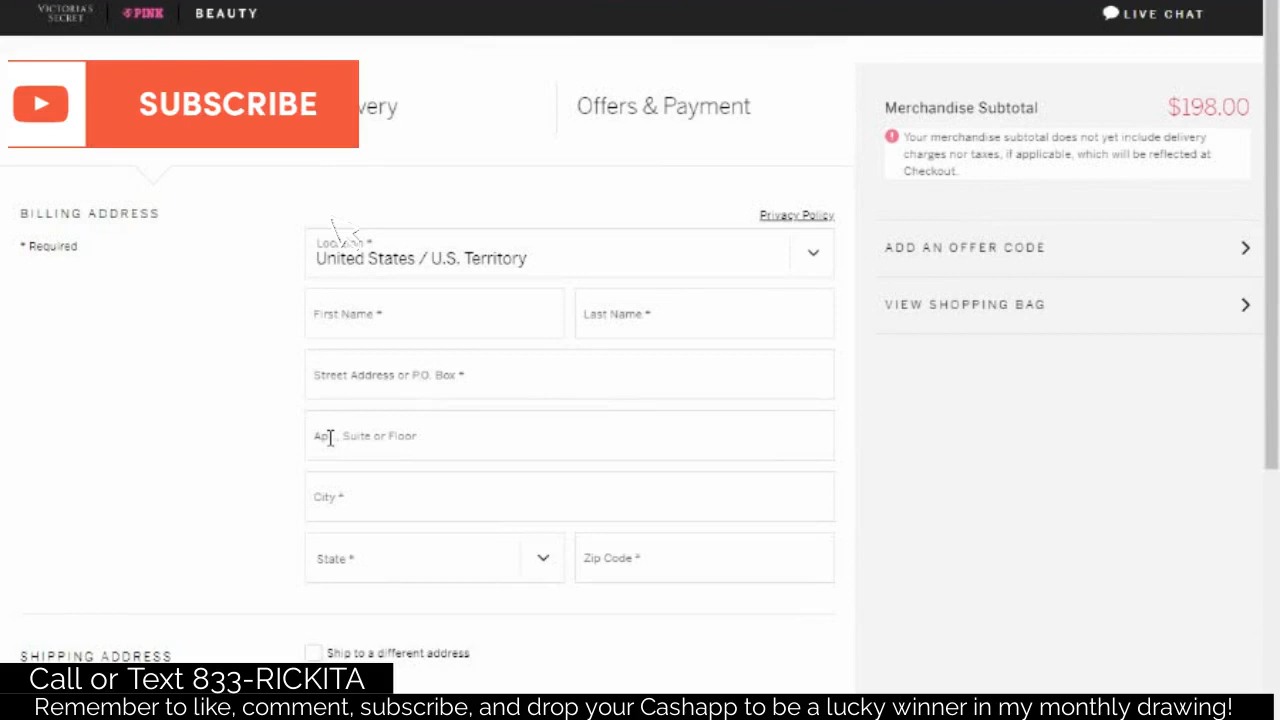 VICTORIA'S
SECRET
PINK
BEAUTY
LIVE CHAT
SUBSCRIBE
very
Offers & Payment
Merchandise Subtotal
$198.00
Your merchandise subtotal does not yet include delivery
charges nor taxes, if applicable, which will be reflected at
Checkout.
BILLING ADDRESS
Privacy Policy
* Required
Location *
United States / U.S. Territory
ADD AN OFFER CODE
First Name *
Last Name *
VIEW SHOPPING BAG
Street Address or P.O. Box *
Apt., Suite or Floor
City *
State *
Zip Code *
SHIPPING ADDRESS
Ship to a different address
Call or Text 833-RICKITA
Remember to like, comment, subscribe, and drop your Cashapp to be a lucky winner in my monthly drawing!